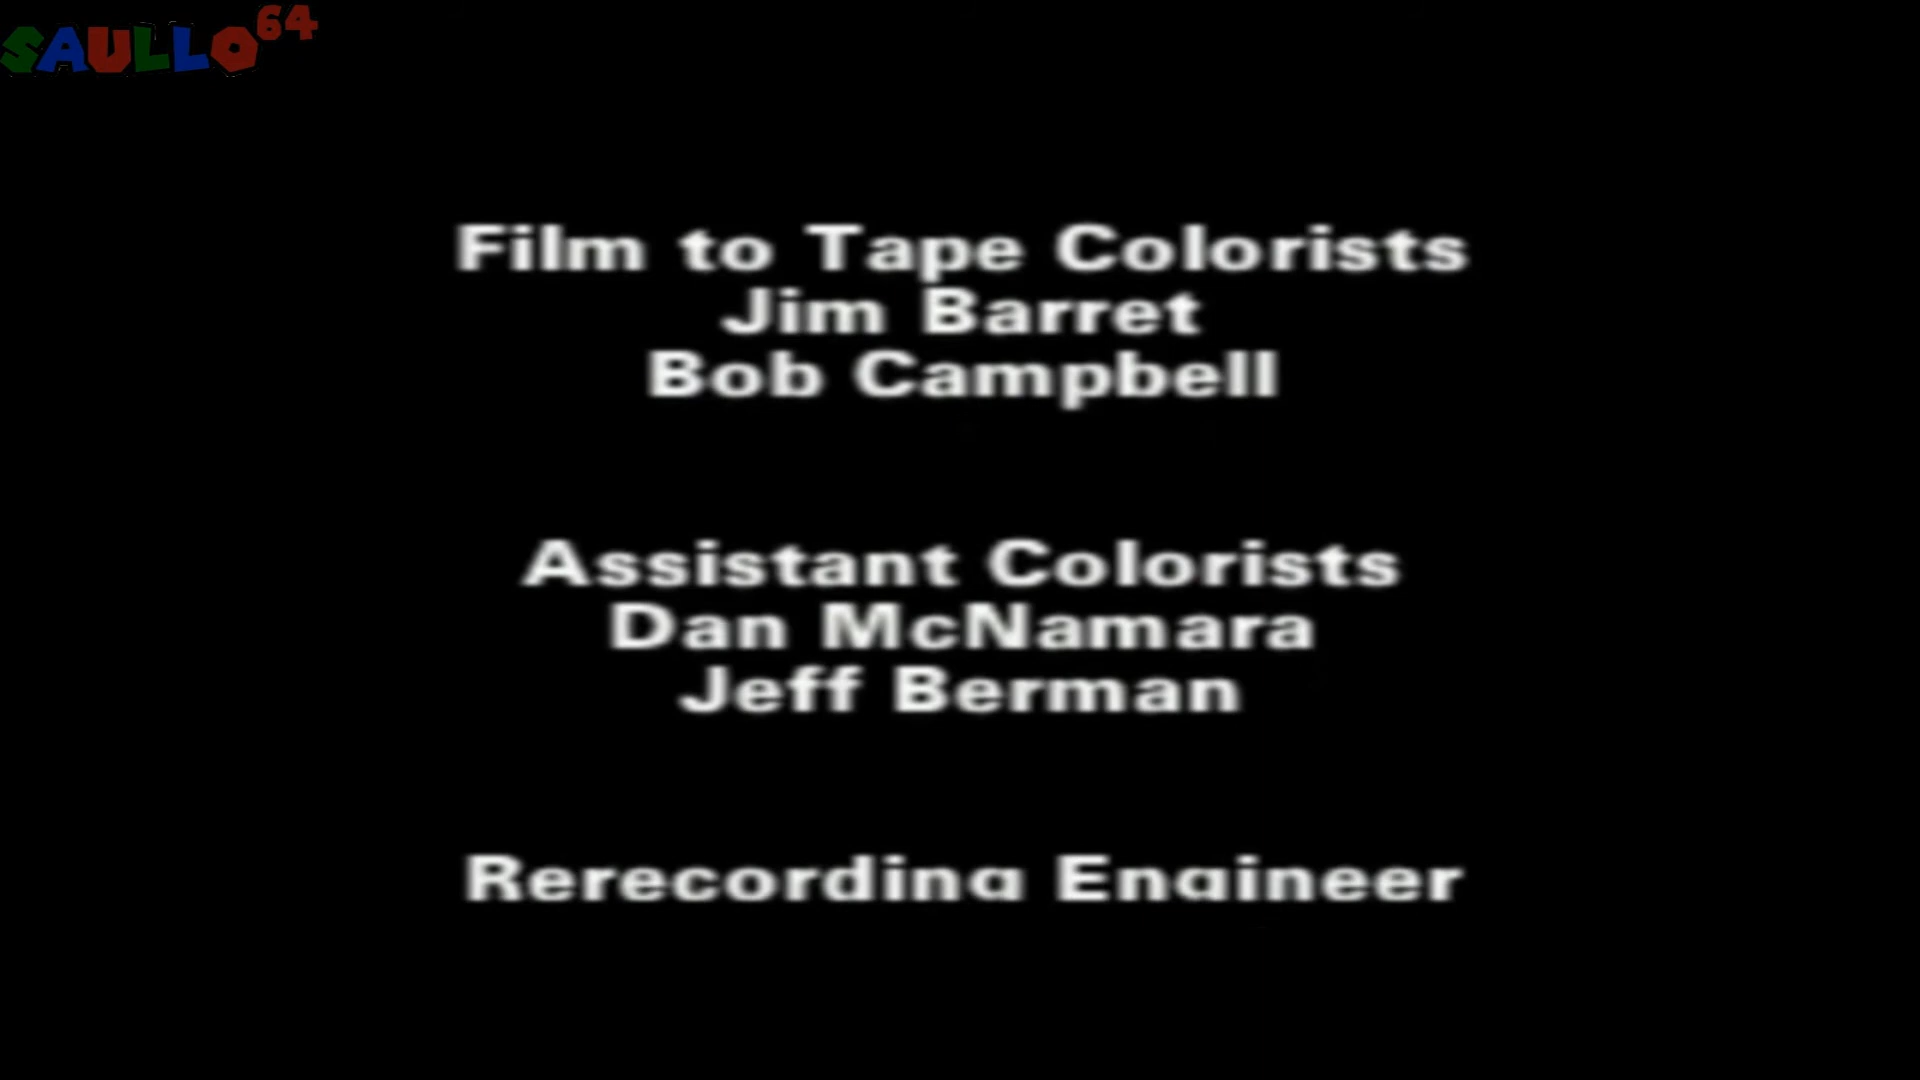 SAULLO64
Film to Tape Colorists
Jim Barret
Bob Campbell
Assistant Colorists
Dan McNamara
Jeff Berman
Rerecording Engineer